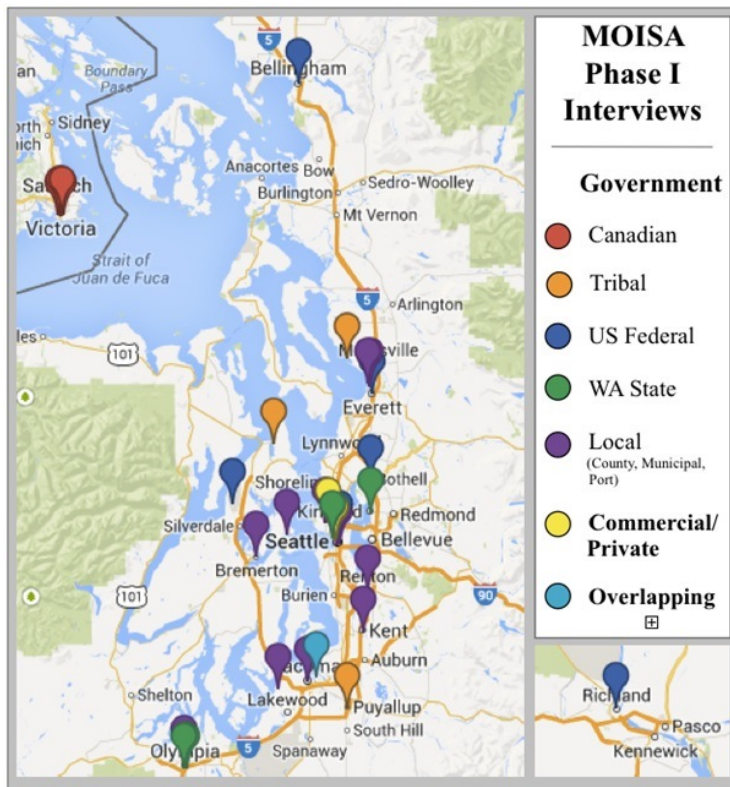 MOISA
Phase I
Interviews
Government
Canadian
Tribal
US Federal
WA State
Local
(County, Municipal,
Port)
Commercial/
Private
Overlapping
5
Bellingham
Boundary
Pass
Sidney
Anacortes
Bow
Burlington
Sedro-Woolley
Mt Vernon
Victoria
Strait of
Juan de Fuca
5
Arlington
101
Everett
Lynnwood
Shoreline
Redmond
Silverdale
Seattle
Bellevue
Bremerton
Renton
Burien
90
101
Kent
Auburn
Shelton
Lakewood
Puyallup
South Hill
Spanaway
Olympia
5
Richland
Pasco
Kennewick